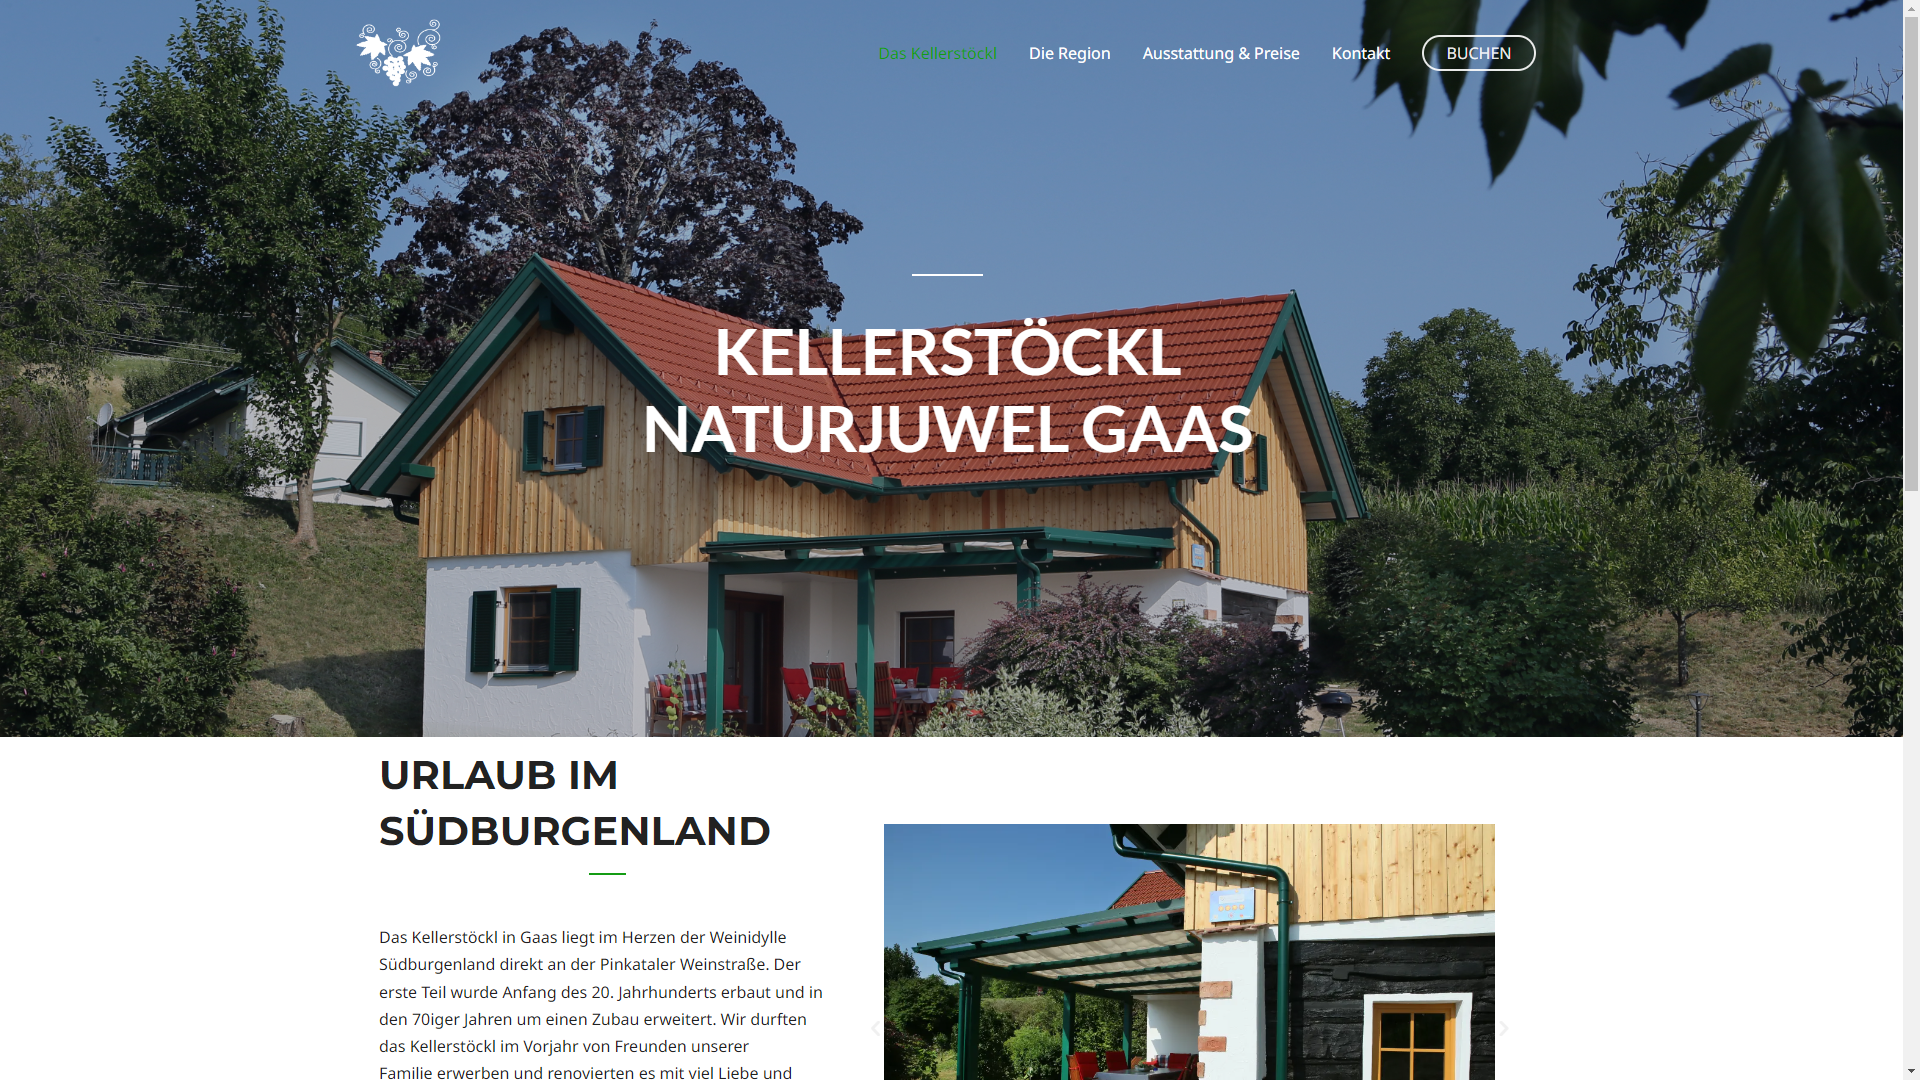 Das Kellerstöckl
Die Region
Ausstattung & Preise
Kontakt
BUCHEN
KELLERSTÖCKL
NATURJUWEL GAAS
URLAUB IM
SÜDBURGENLAND
Das Kellerstöckl in Gaas liegt im Herzen der Weinidylle
Südburgenland direkt an der Pinkataler Weinstraße. Der
erste Teil wurde Anfang des 20. Jahrhunderts erbaut und in
den 70iger Jahren um einen Zubau erweitert. Wir durften
das Kellerstöckl im Vorjahr von Freunden unserer
Familie erwerben und renovierten es mit viel Liebe und